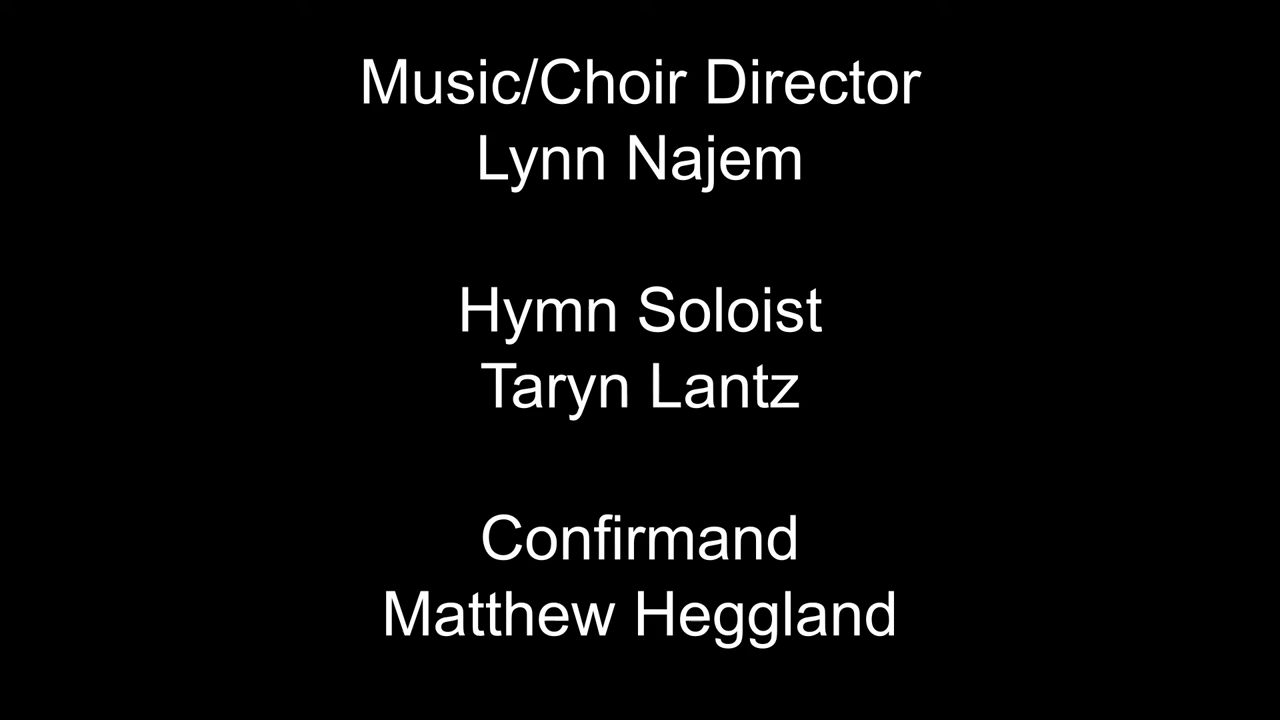 Music/Choir Director
Lynn Najem
Hymn Soloist
Taryn Lantz
Confirmand
Matthew Heggland